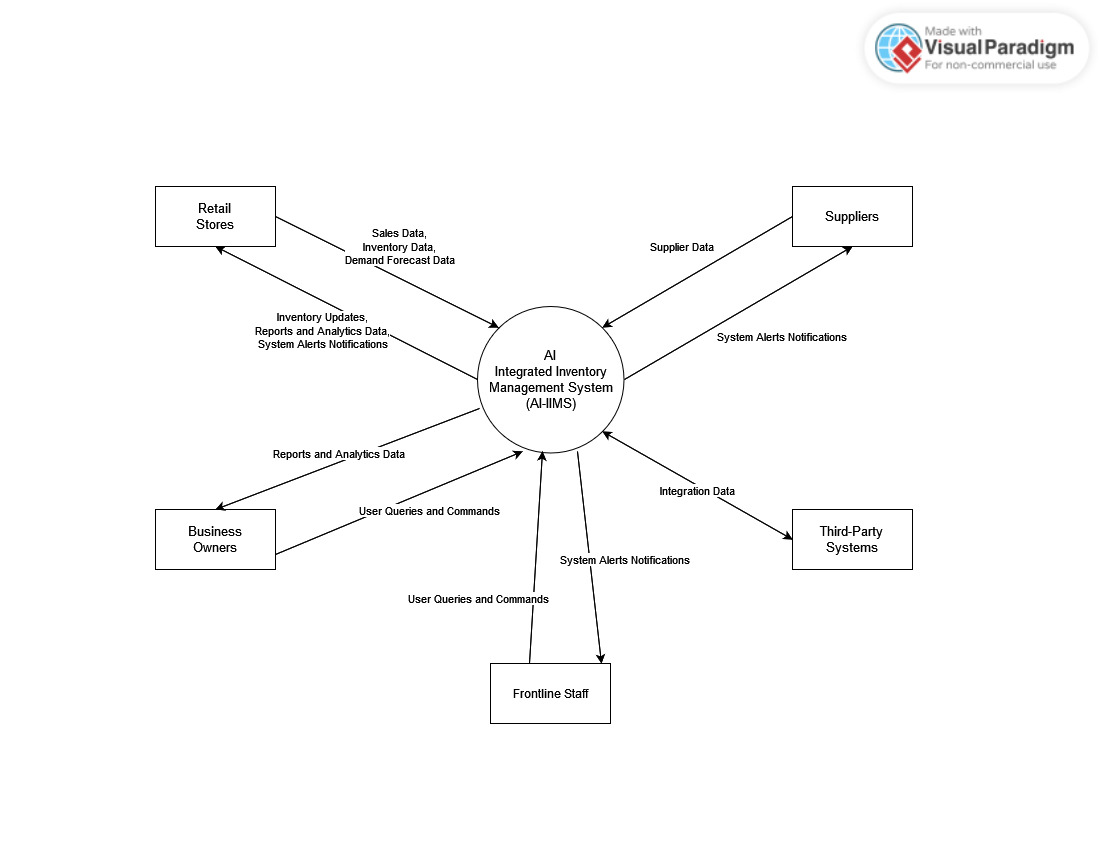 Made with
Visual Paradigm
For non-commercial use
Retail
Stores
Suppliers
Sales Data,
Inventory Data,
Demand Forecast Data
Supplier Data
Inventory Updates,
Reports and Analytics Data,
System Alerts Notifications
System Alerts Notifications
AI
Integrated Inventory
Management System
(AI-IIMS)
Reports and Analytics Data
Integration Data
User Queries and Commands
Business
Owners
Third-Party
Systems
System Alerts Notifications
User Queries and Commands
Frontline Staff